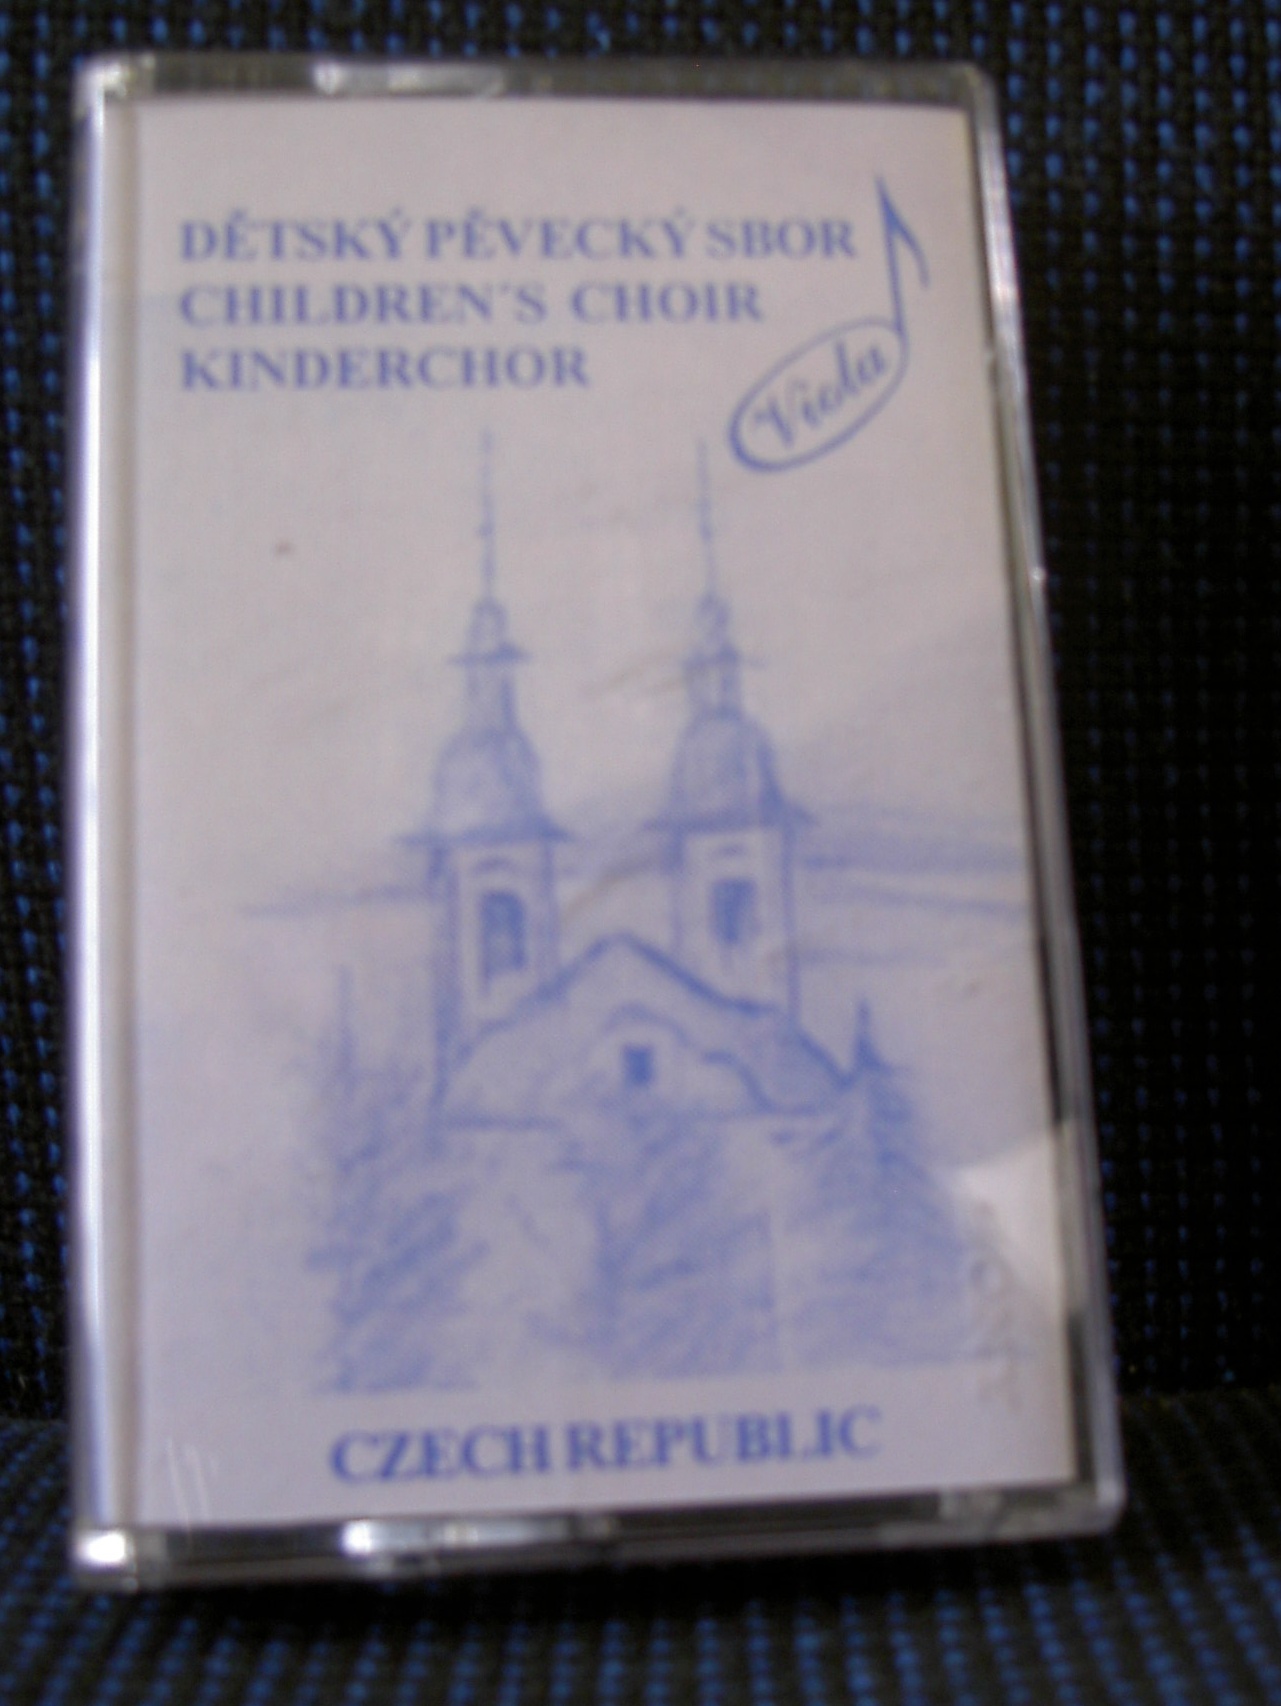 DĚTSKÝ PĚVECKÝ SBOR
CHILDREN'S CHOIR
KINDERCHOR
Viola
CZECH REPUBLIC